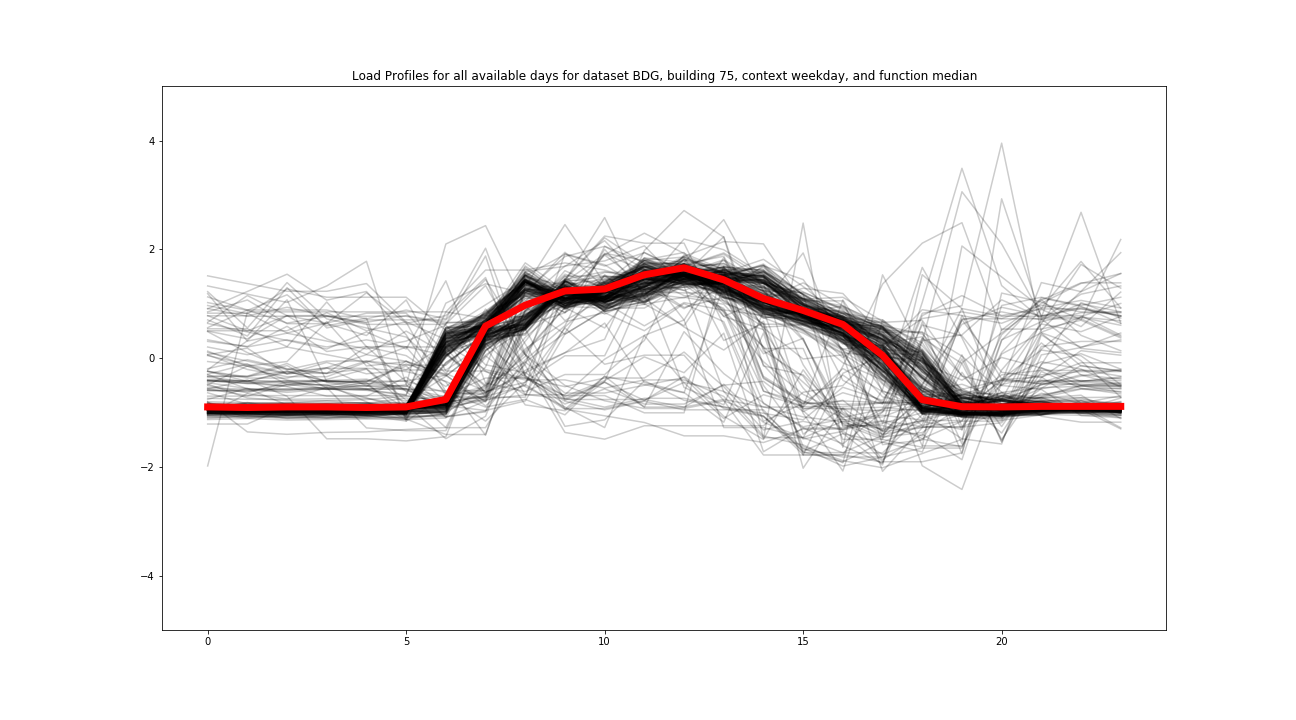 Load Profiles for all available days for dataset BDG, building 75, context weekday, and function median
4
2
0
−2
−4
0 5 10 15 20